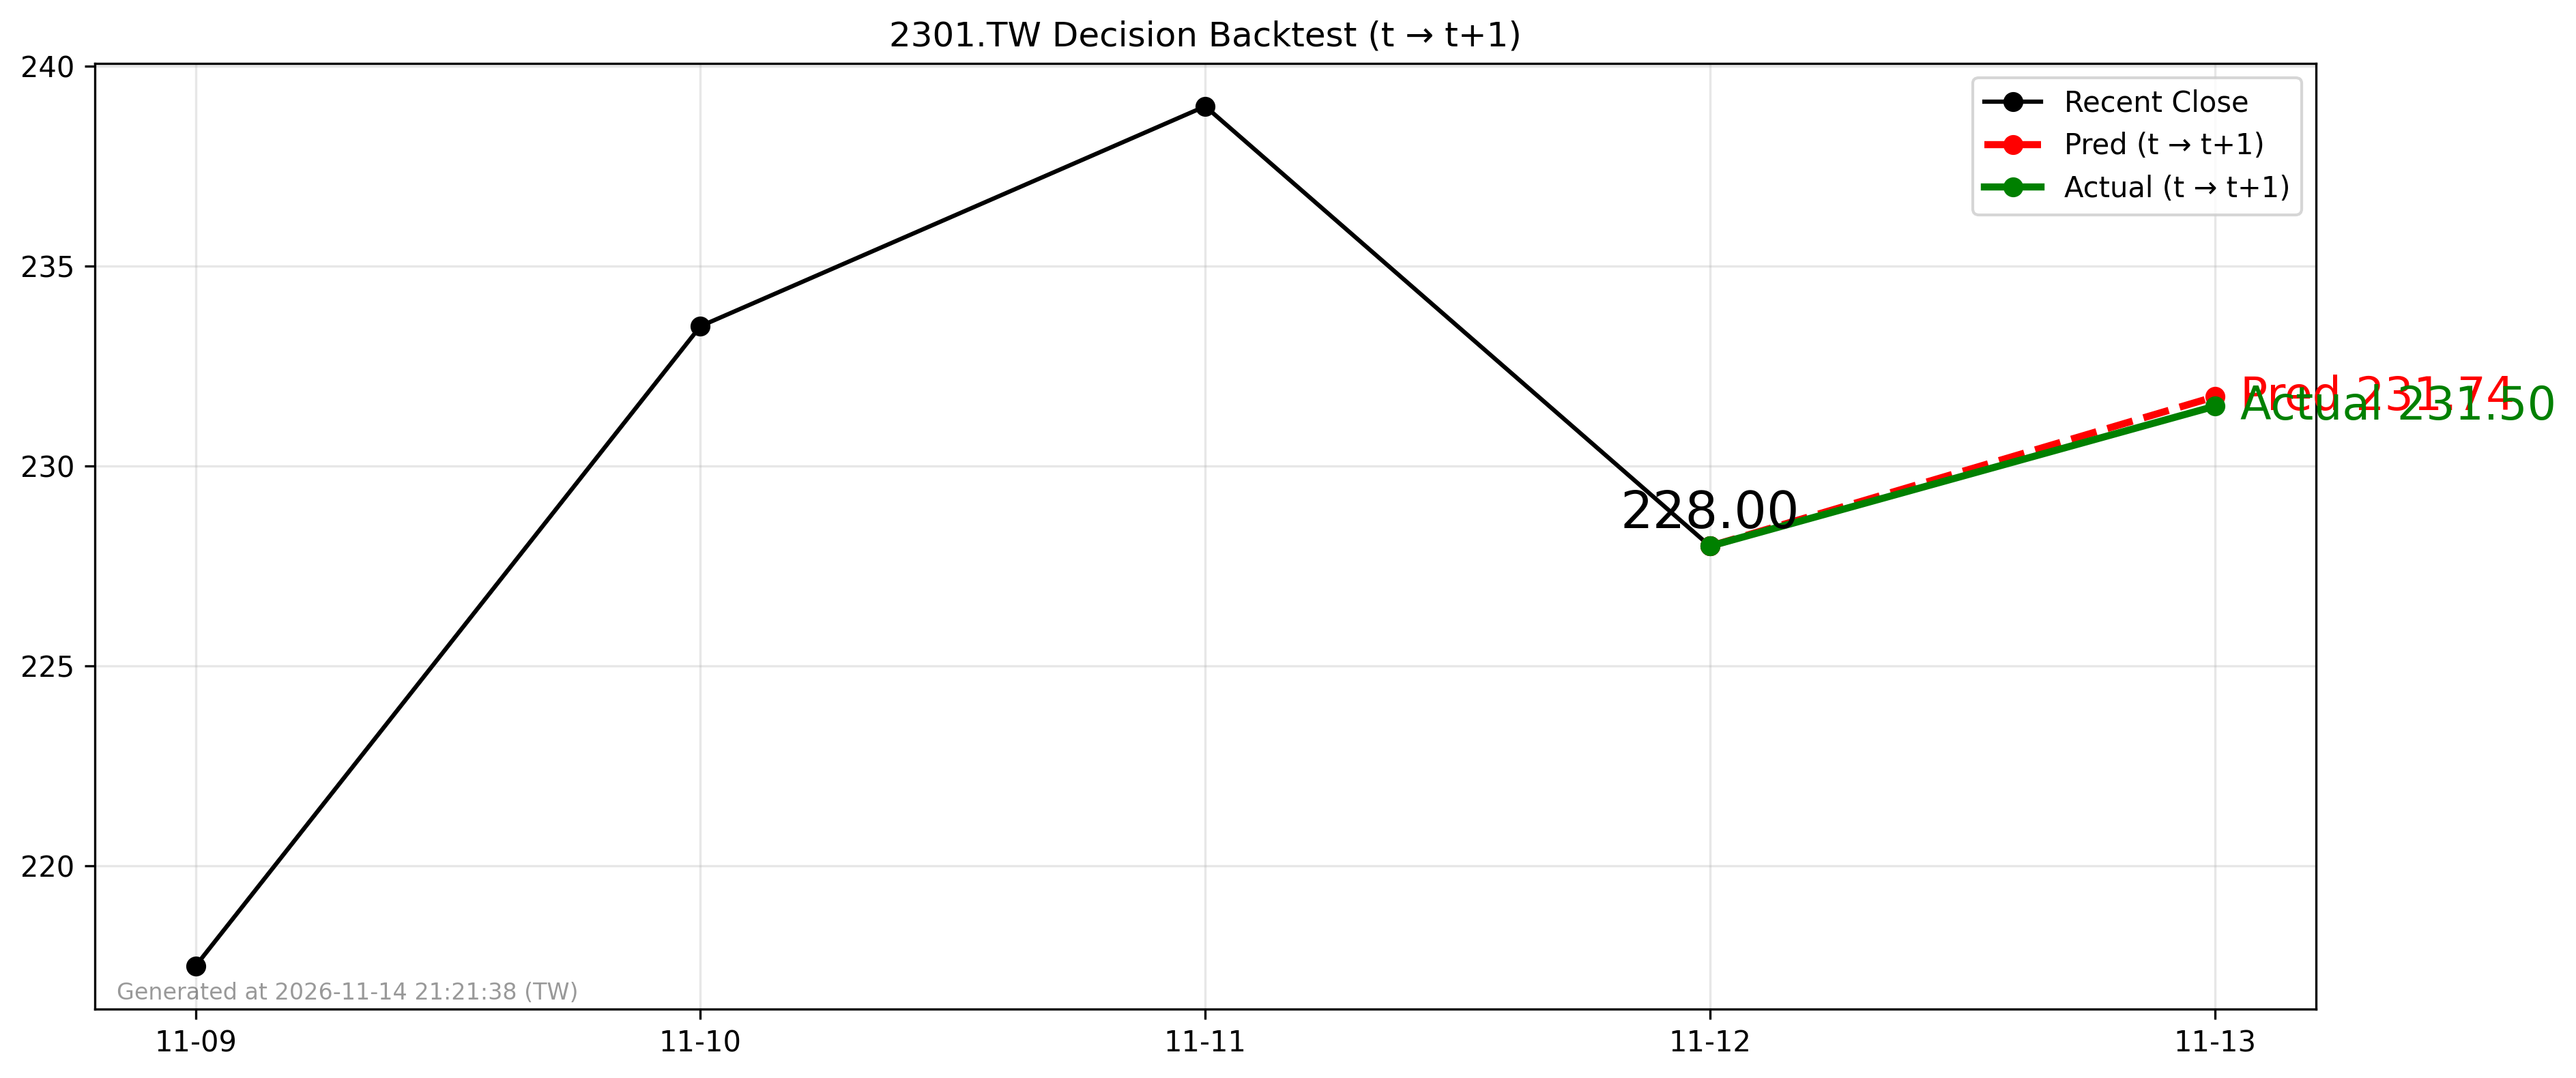 2301.TW Decision Backtest (t → t+1)
240
235
230
225
220
Recent Close
Pred (t → t+1)
Actual (t → t+1)
228.00
Pred 231.74
Actual 231.50
Generated at 2026-11-14 21:21:38 (TW)
11-09
11-10
11-11
11-12
11-13